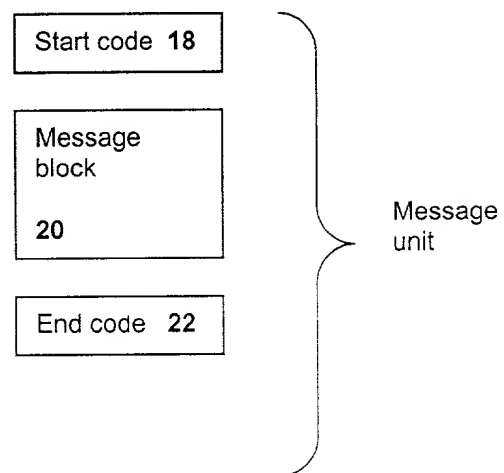 Start code 18
Message
block
20
End code 22
Message
unit